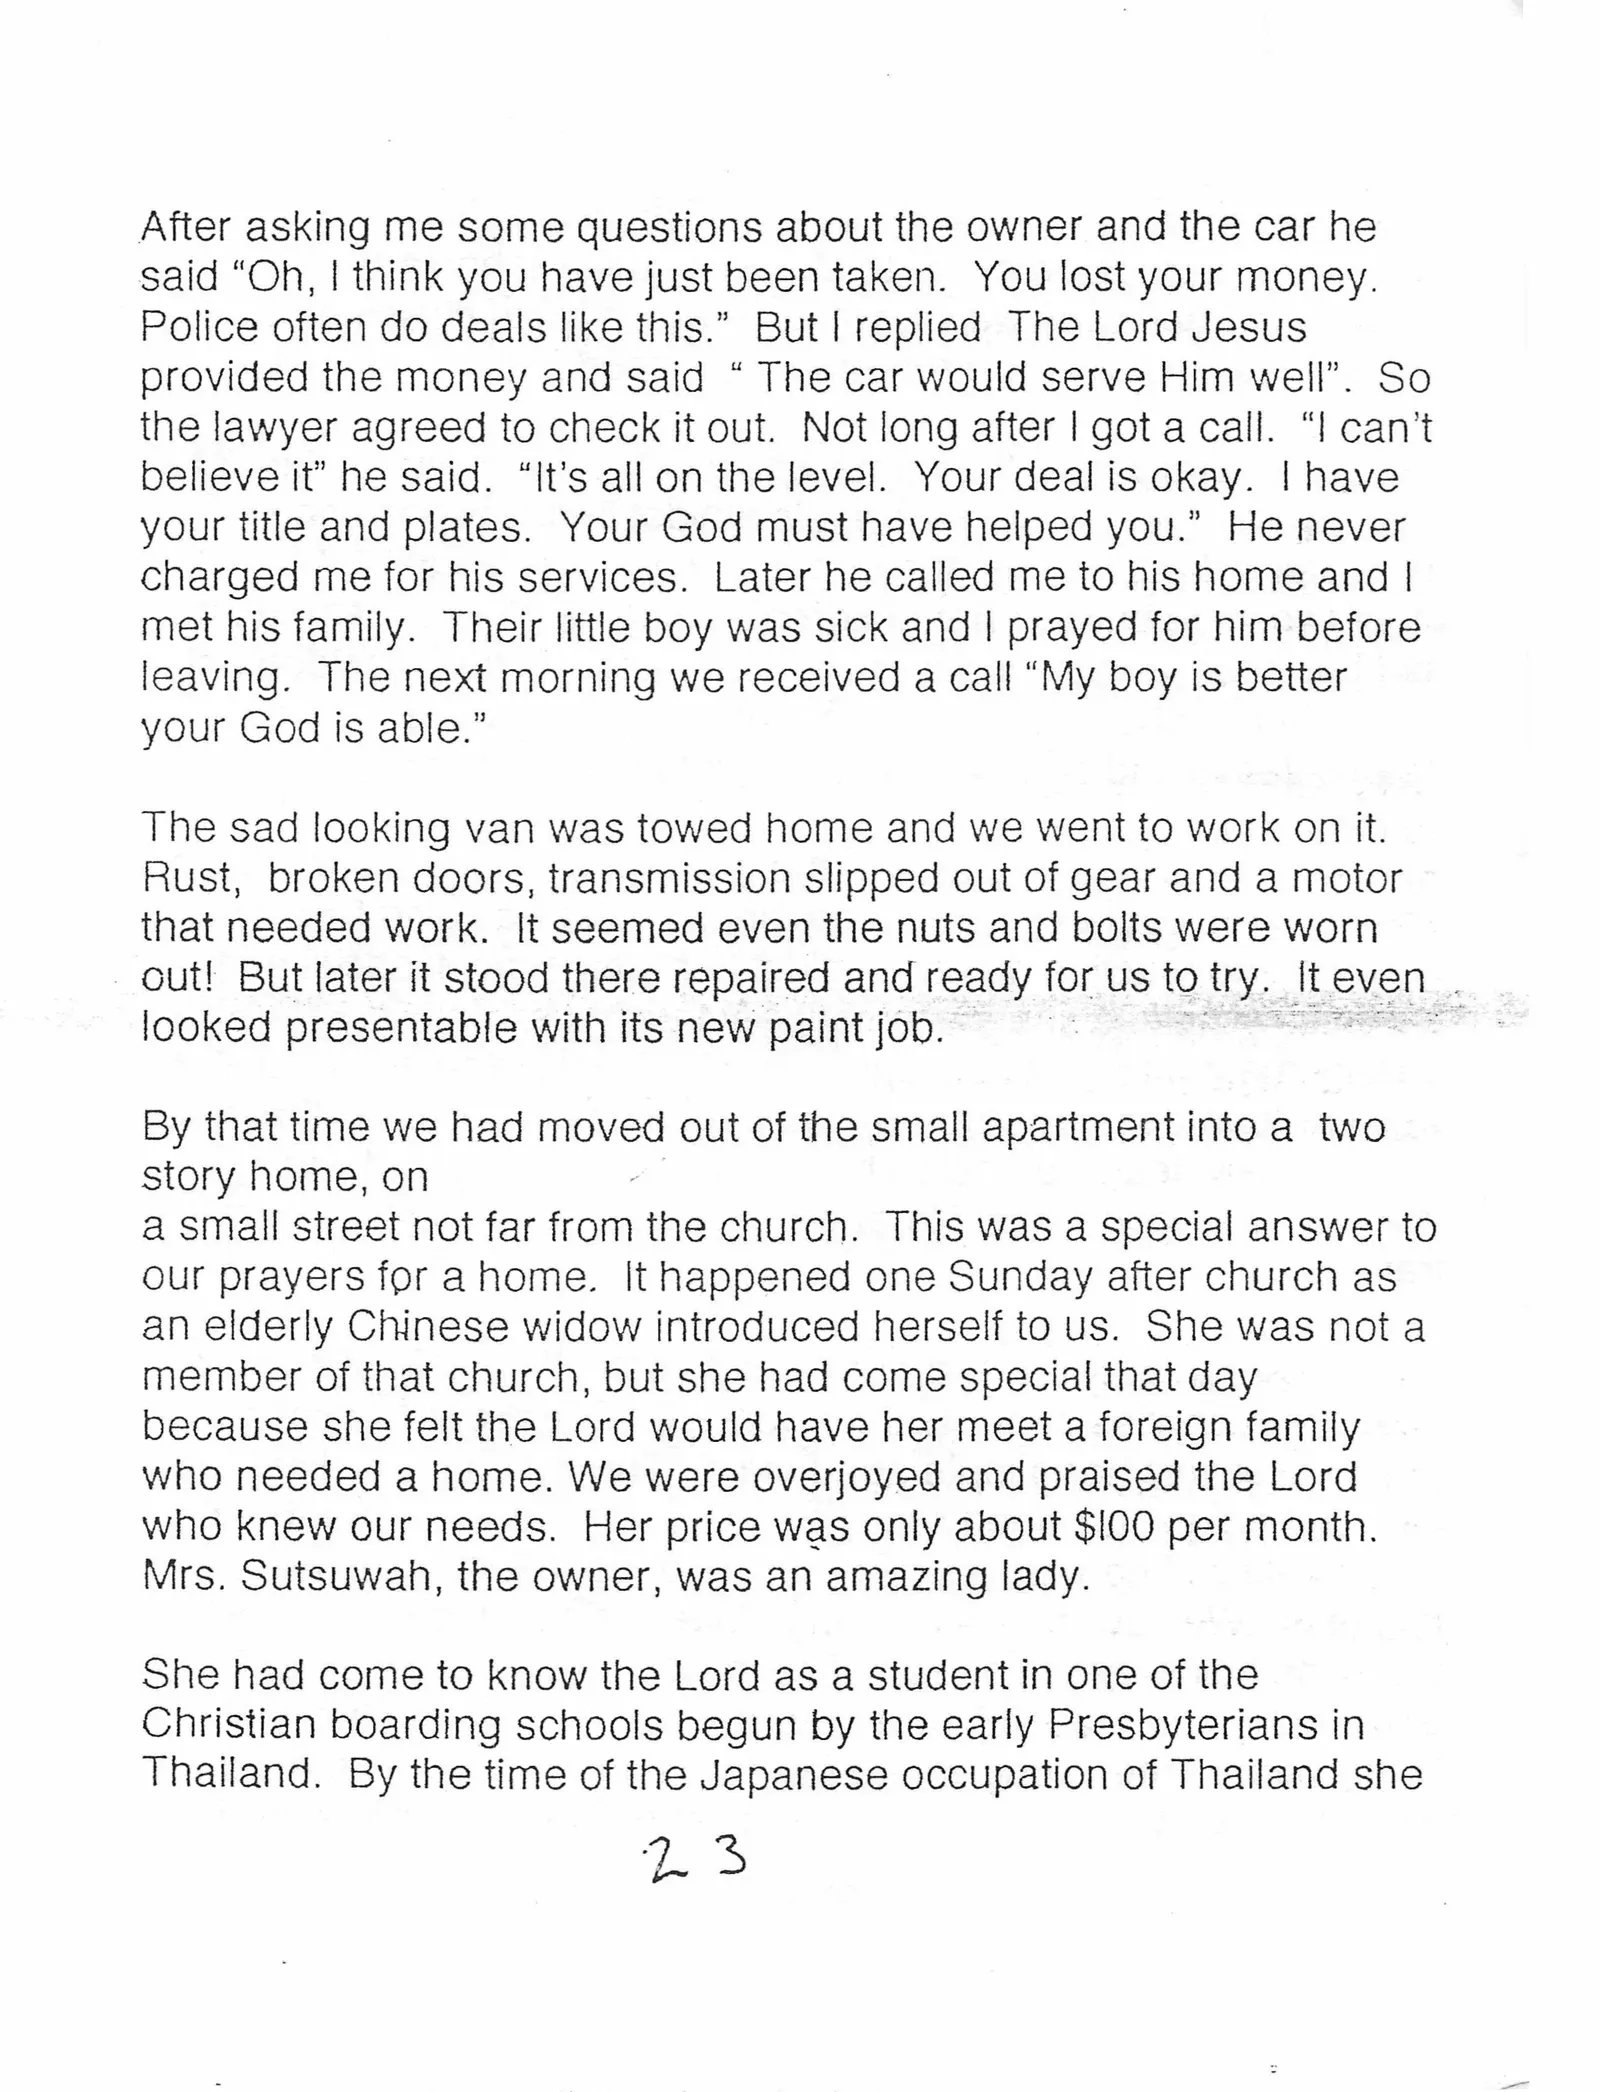 After asking me some questions about the owner and the car he
said “Oh, I think you have just been taken.  You lost your money.
Police often do deals like this.”  But I replied  The Lord Jesus
provided the money and said  “ The car would serve Him well”.  So
the lawyer agreed to check it out.  Not long after I got a call.  “I can’t
believe it” he said.  “It’s all on the level.  Your deal is okay.  I have
your title and plates.  Your God must have helped you.”  He never
charged me for his services.  Later he called me to his home and I
met his family.  Their little boy was sick and I prayed for him before
leaving.  The next morning we received a call “My boy is better
your God is able.”

The sad looking van was towed home and we went to work on it.
Rust,  broken doors, transmission slipped out of gear and a motor
that needed work.  It seemed even the nuts and bolts were worn
out!  But later it stood there repaired and ready for us to try.  It even
looked presentable with its new paint job.

By that time we had moved out of the small apartment into a  two
story home, on
a small street not far from the church.  This was a special answer to
our prayers for a home.  It happened one Sunday after church as
an elderly Chinese widow introduced herself to us.  She was not a
member of that church, but she had come special that day
because she felt the Lord would have her meet a foreign family
who needed a home. We were overjoyed and praised the Lord
who knew our needs.  Her price was only about $l00 per month.
Mrs. Sutsuwah, the owner, was an amazing lady.

She had come to know the Lord as a student in one of the
Christian boarding schools begun by the early Presbyterians in
Thailand.  By the time of the Japanese occupation of Thailand she
23